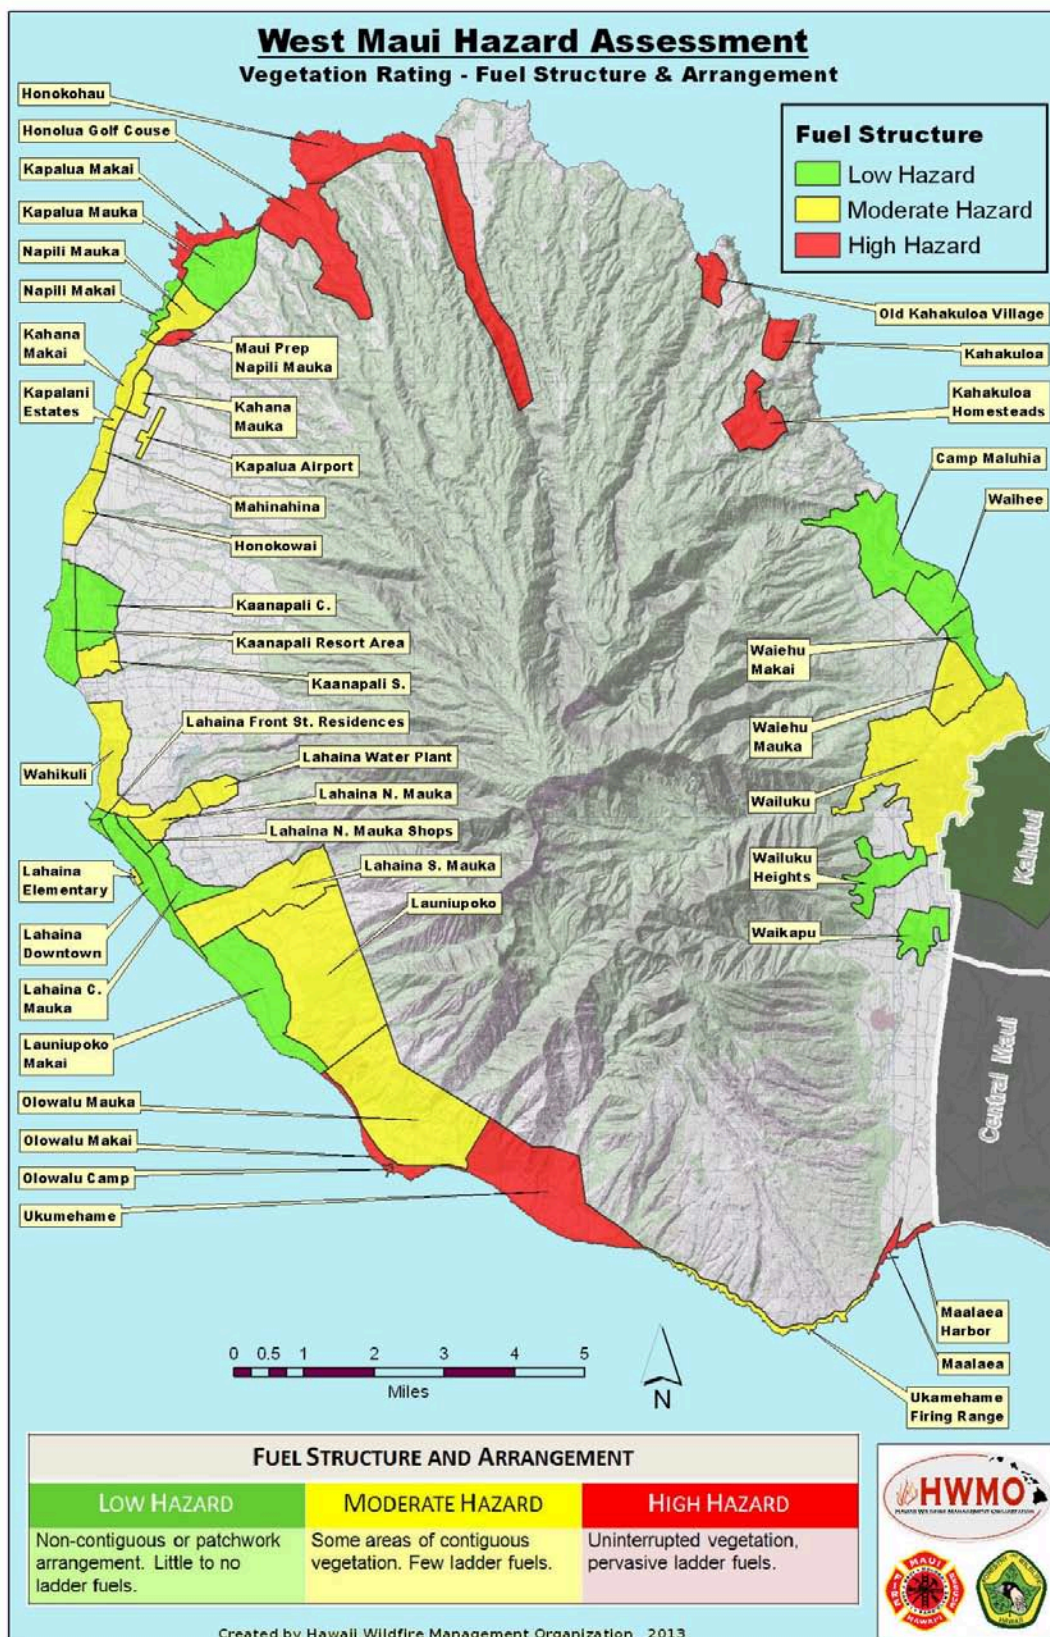 West Maui Hazard Assessment
Vegetation Rating - Fuel Structure & Arrangement
Honokohau
Honolua Golf Couse
Kapalua Makai
Kapalua Mauka
Napili Mauka
Napili Makai
Kahana
Makai
Kapalani
Estates
Maui Prep
Napili Mauka
Kahana
Mauka
Kapalua Airport
Mahinahina
Honokowai
Kaanapali C.
Kaanapali Resort Area
Kaanapali S.
Lahaina Front St. Residences
Lahaina Water Plant
Wahikuli
Lahaina N. Mauka
Lahaina N. Mauka Shops
Lahaina S. Mauka
Launiupoko
Lahaina
Elementary
Lahaina
Downtown
Lahaina C.
Mauka
Launiupoko
Makai
Olowalu Mauka
Olowalu Makai
Olowalu Camp
Ukumehame
Fuel Structure
Low Hazard
Moderate Hazard
High Hazard
Old Kahakuloa Village
Kahakuloa
Kahakuloa
Homesteads
Camp Maluhia
Waihee
Waiehu
Makai
Waiehu
Mauka
Wailuku
Wailuku
Heights
Waikapu
Kahului
Central Maui
Maalaea
Harbor
Maalaea
Ukamehame
Firing Range
0 0.5 1 2 3 4 5
Miles
N
FUEL STRUCTURE AND ARRANGEMENT
LOW HAZARD
Non-contiguous or patchwork
arrangement. Little to no
ladder fuels.
MODERATE HAZARD
Some areas of contiguous
vegetation. Few ladder fuels.
HIGH HAZARD
Uninterrupted vegetation,
pervasive ladder fuels.
HWMO
HAWAII WILDFIRE MANAGEMENT ORGANIZATION
MAUI
FIRE
HAWAII
HAWAII
Created by Hawaii Wildfire Management Organization, 2013